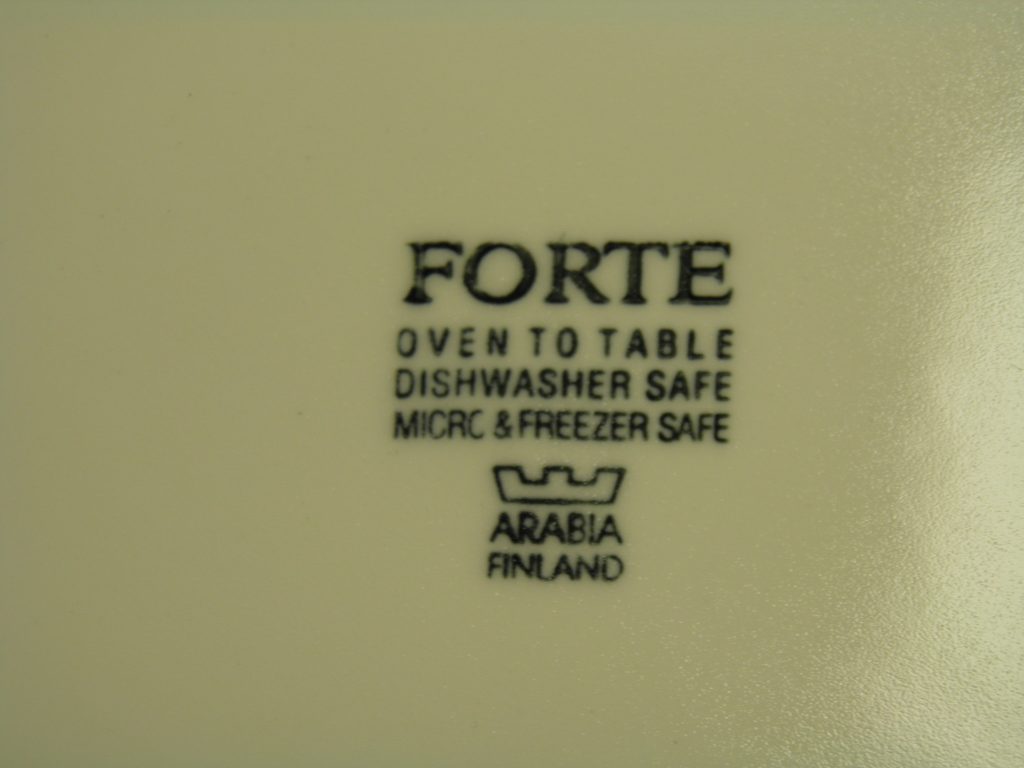 FORTE
OVEN TO TABLE
DISHWASHER SAFE
MICRC & FREEZER SAFE
ARABIA
FINLAND